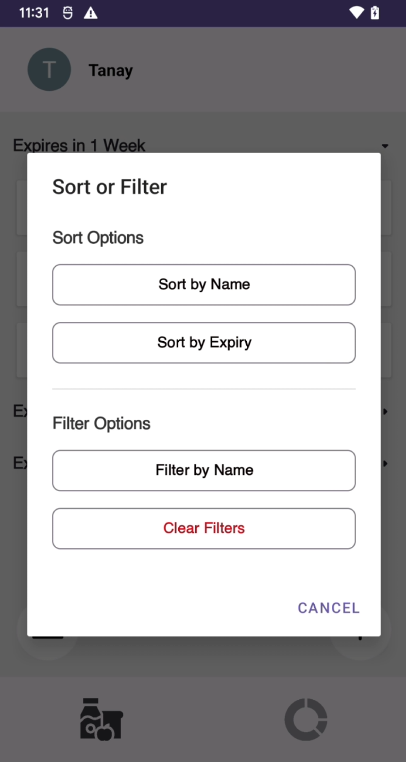 11:31
T
Tanay
Expires in 1 Week
Sort or Filter
Sort Options
Sort by Name
Sort by Expiry
Ex
Filter Options
Ex
Filter by Name
Clear Filters
CANCEL